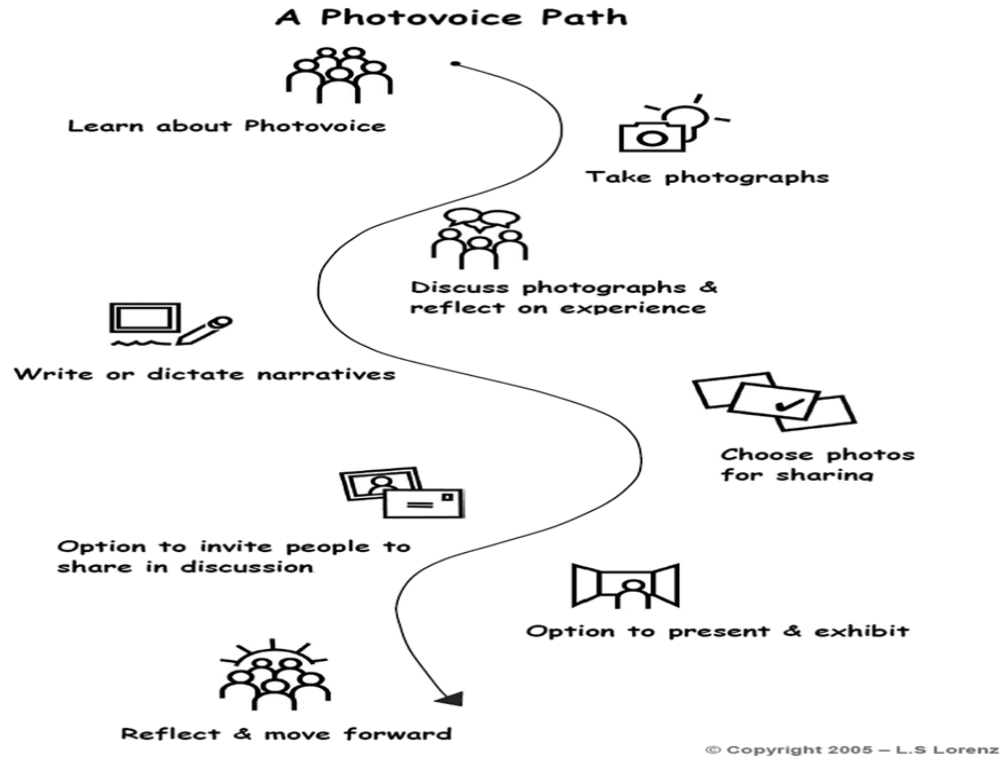 A Photovoice Path
Learn about Photovoice
Take photographs
Discuss photographs &
reflect on experience
Write or dictate narratives
Choose photos
for sharing
Option to invite people to
share in discussion
Option to present & exhibit
Reflect & move forward
© Copyright 2005 – L.S Lorenz